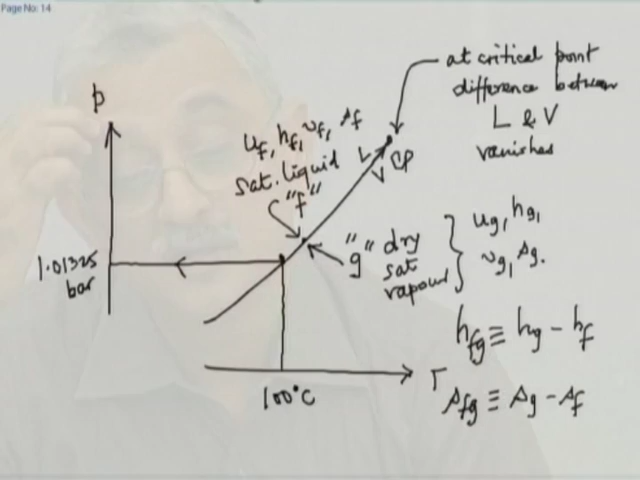 Page No: 14
at critical point
difference between
L & V
vanishes
p
u_f, h_f, v_f, s_f
sat. liquid
"f"
L
V
CP
"g" dry
sat
vapour
u_g, h_g,
v_g, s_g.
1.01325
bar
h_fg ≡ h_g − h_f
T
100°C
s_fg ≡ s_g − s_f